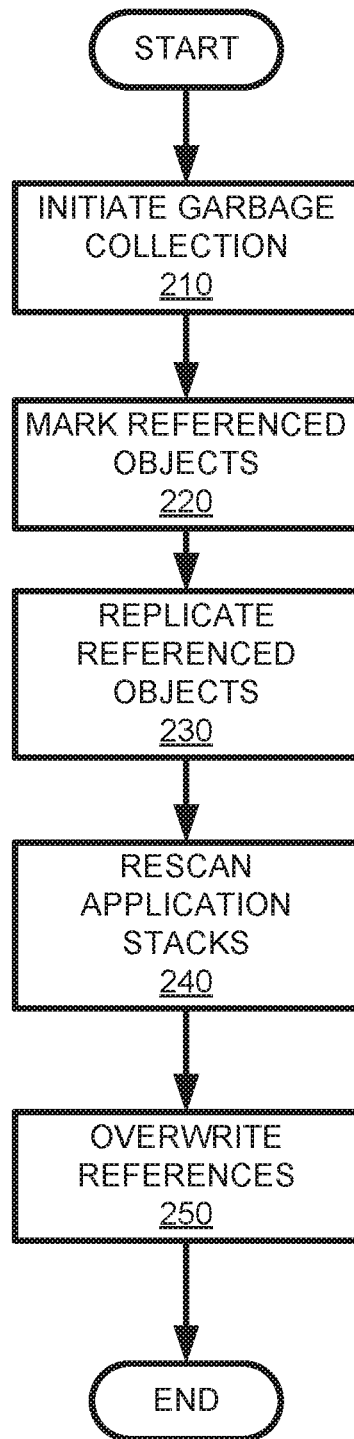 START
INITIATE GARBAGE
COLLECTION
210
MARK REFERENCED
OBJECTS
220
REPLICATE
REFERENCED
OBJECTS
230
RESCAN
APPLICATION
STACKS
240
OVERWRITE
REFERENCES
250
END